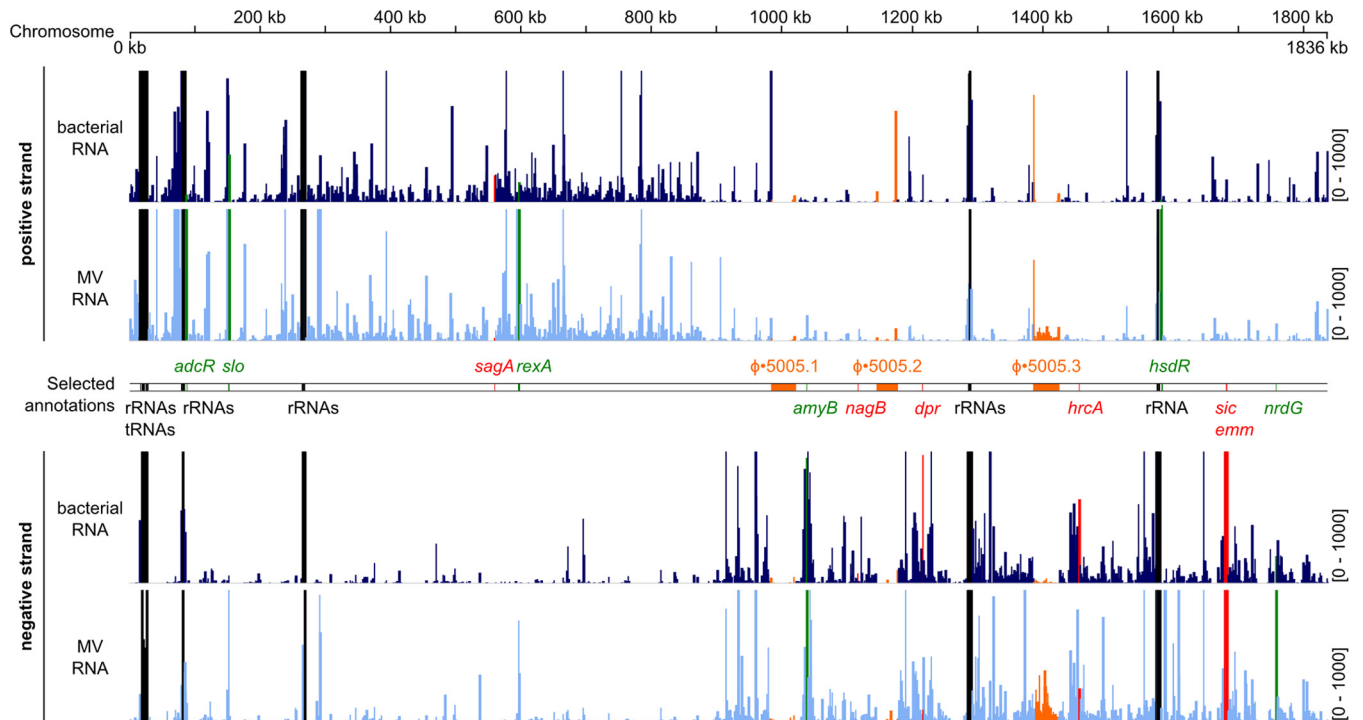 200 kb 400 kb 600 kb 800 kb 1000 kb 1200 kb 1400 kb 1600 kb 1800 kb
Chromosome
0 kb 1836 kb
positive strand
bacterial
RNA
[0 - 1000]
MV
RNA
[0 - 1000]
adcR slo sagA rexA ϕ•5005.1 ϕ•5005.2 ϕ•5005.3 hsdR
Selected
annotations
rRNAs rRNAs rRNAs amyB nagB dpr rRNAs hrcA rRNA sic nrdG
tRNAs emm
negative strand
bacterial
RNA
[0 - 1000]
MV
RNA
[0 - 1000]